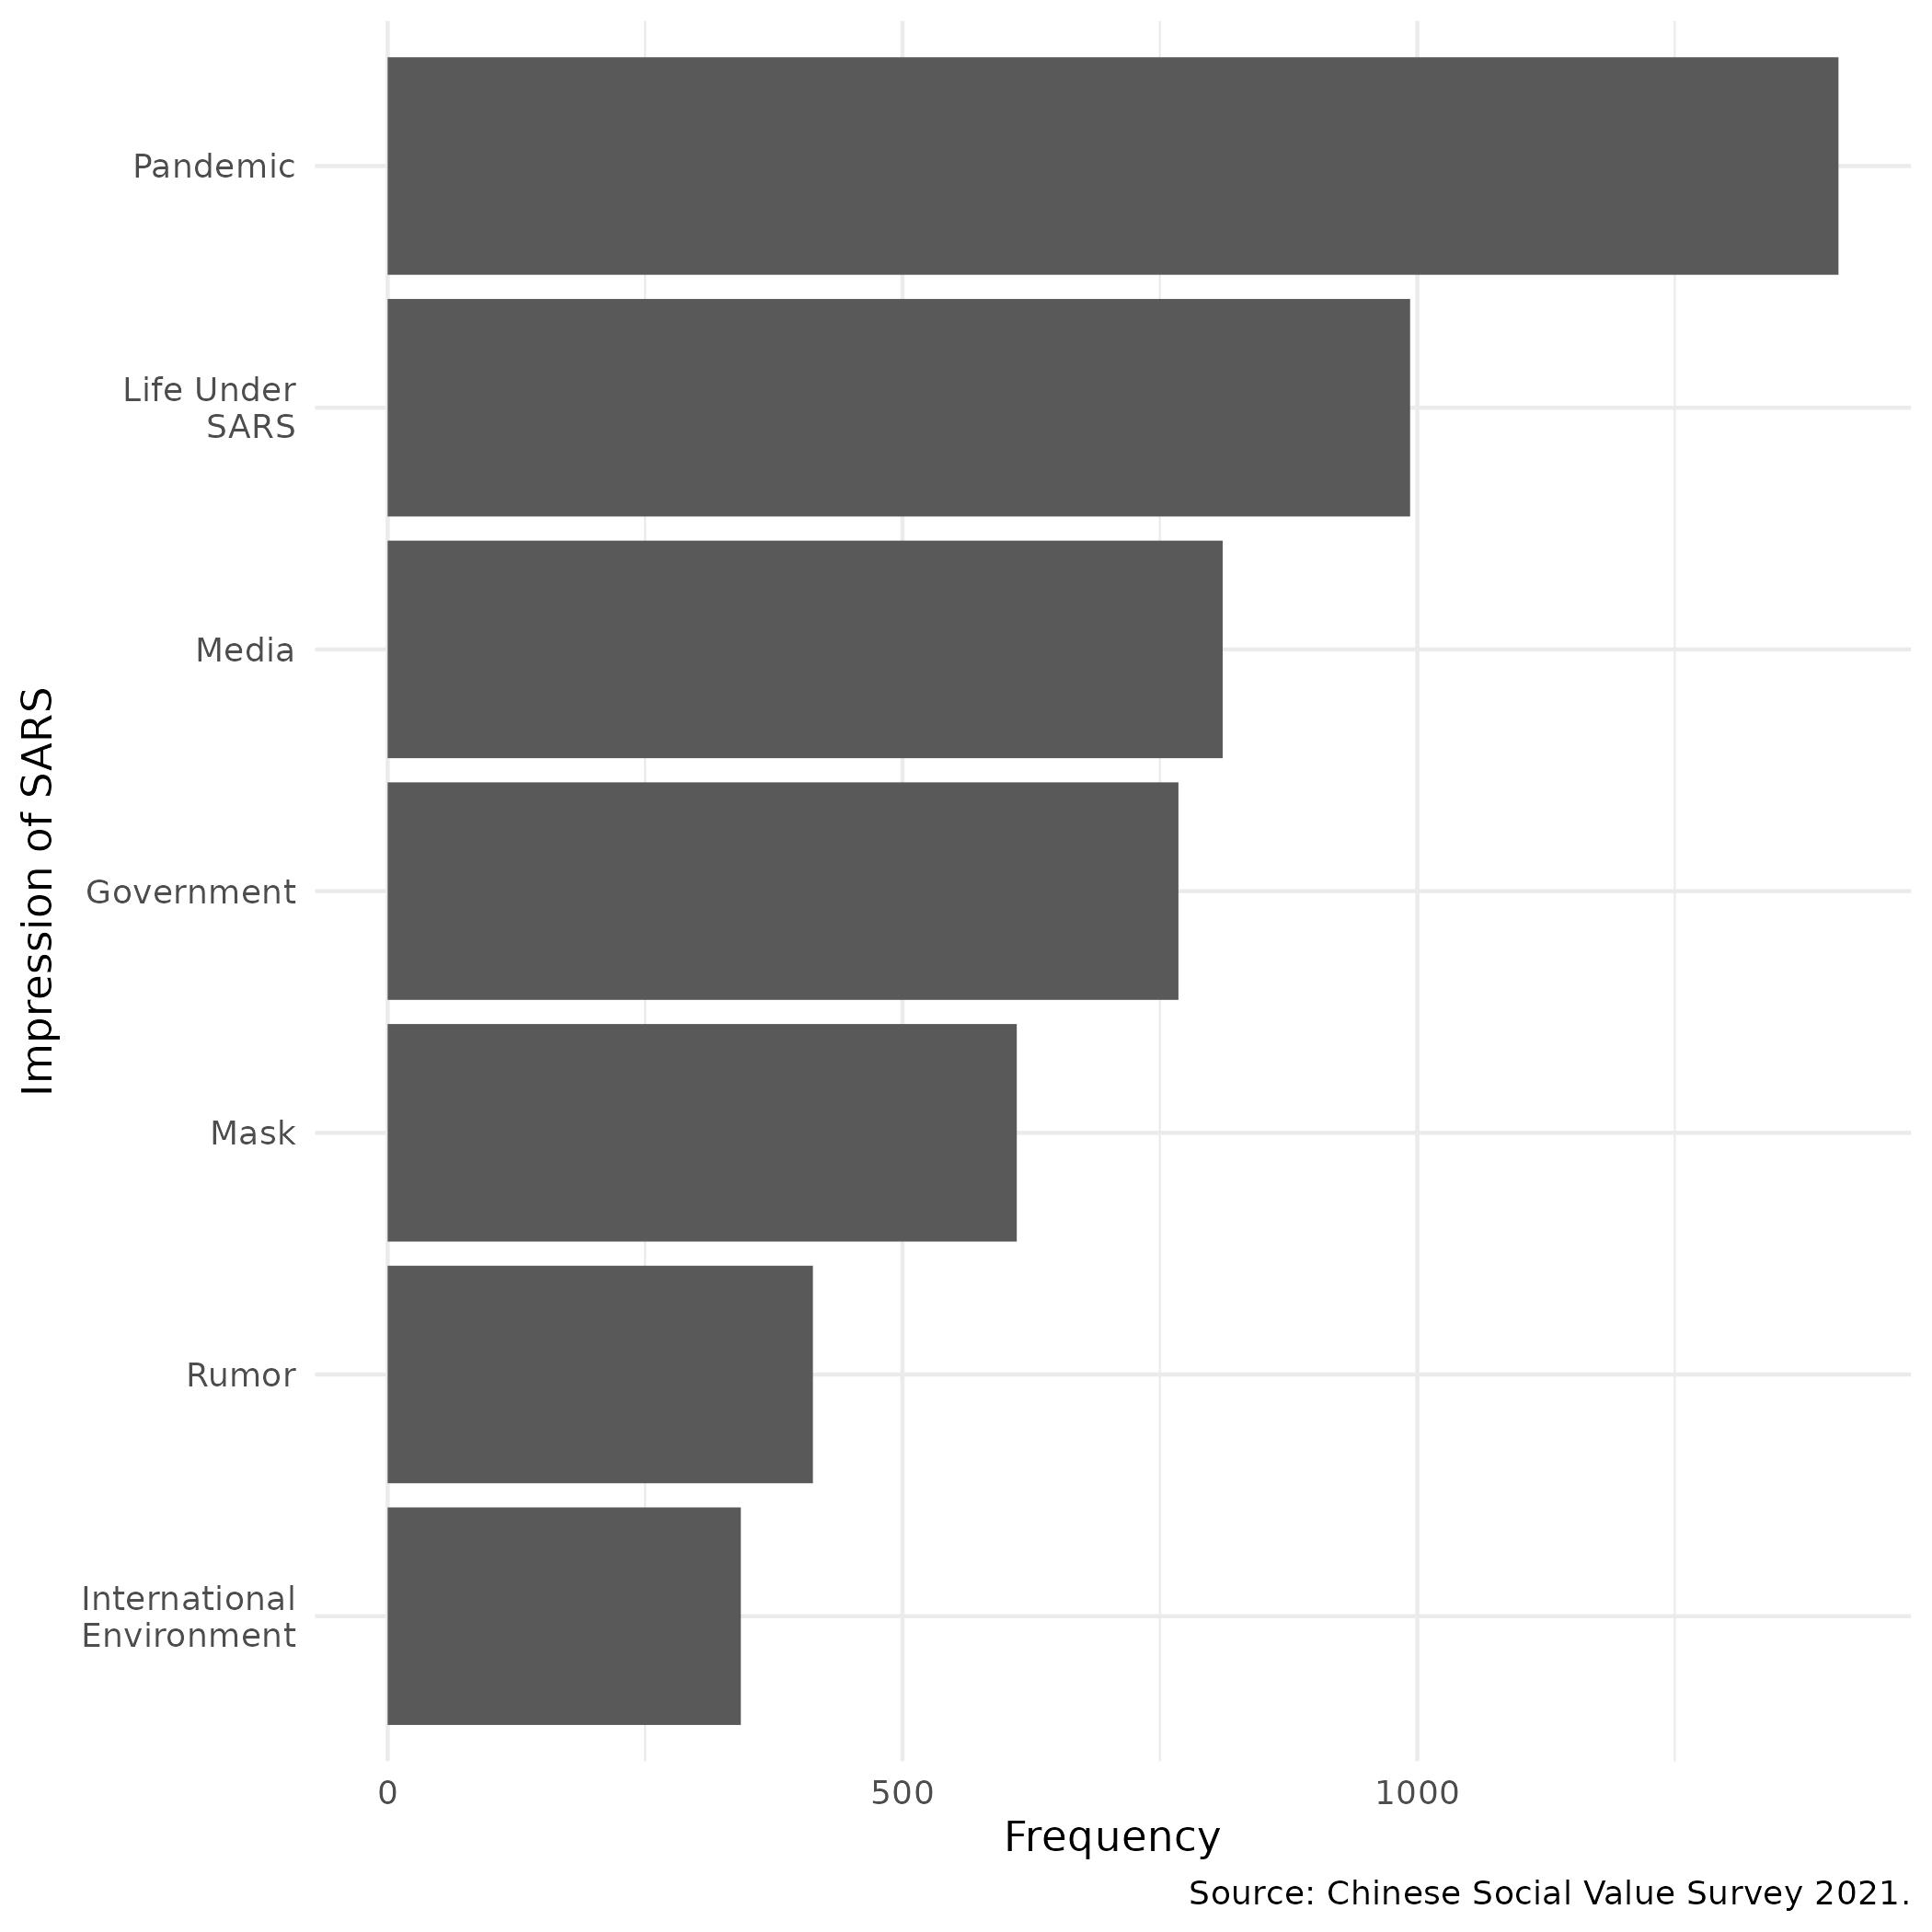 Impression of SARS
Pandemic
Life Under
SARS
Media
Government
Mask
Rumor
International
Environment
0 500 1000
Frequency
Source: Chinese Social Value Survey 2021.